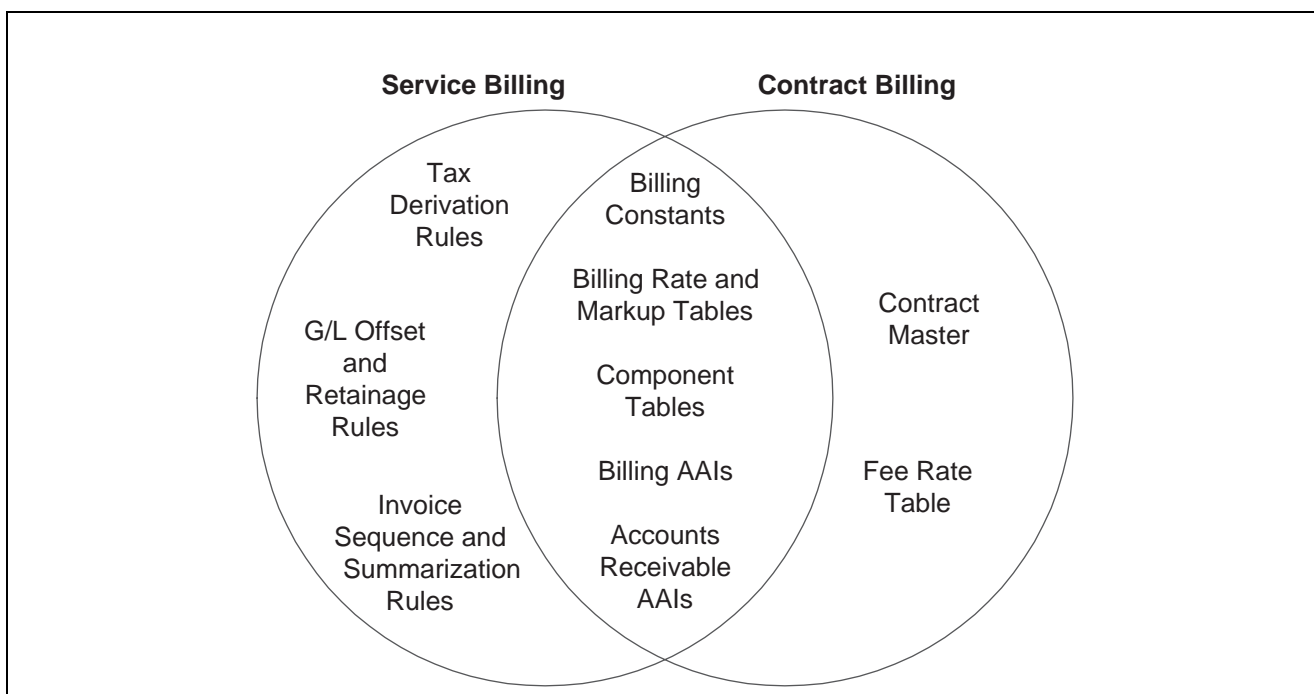 Service Billing
Contract Billing
Tax
Derivation
Rules
G/L Offset
and
Retainage
Rules
Invoice
Sequence and
Summarization
Rules
Billing
Constants
Billing Rate and
Markup Tables
Component
Tables
Billing AAIs
Accounts
Receivable
AAIs
Contract
Master
Fee Rate
Table